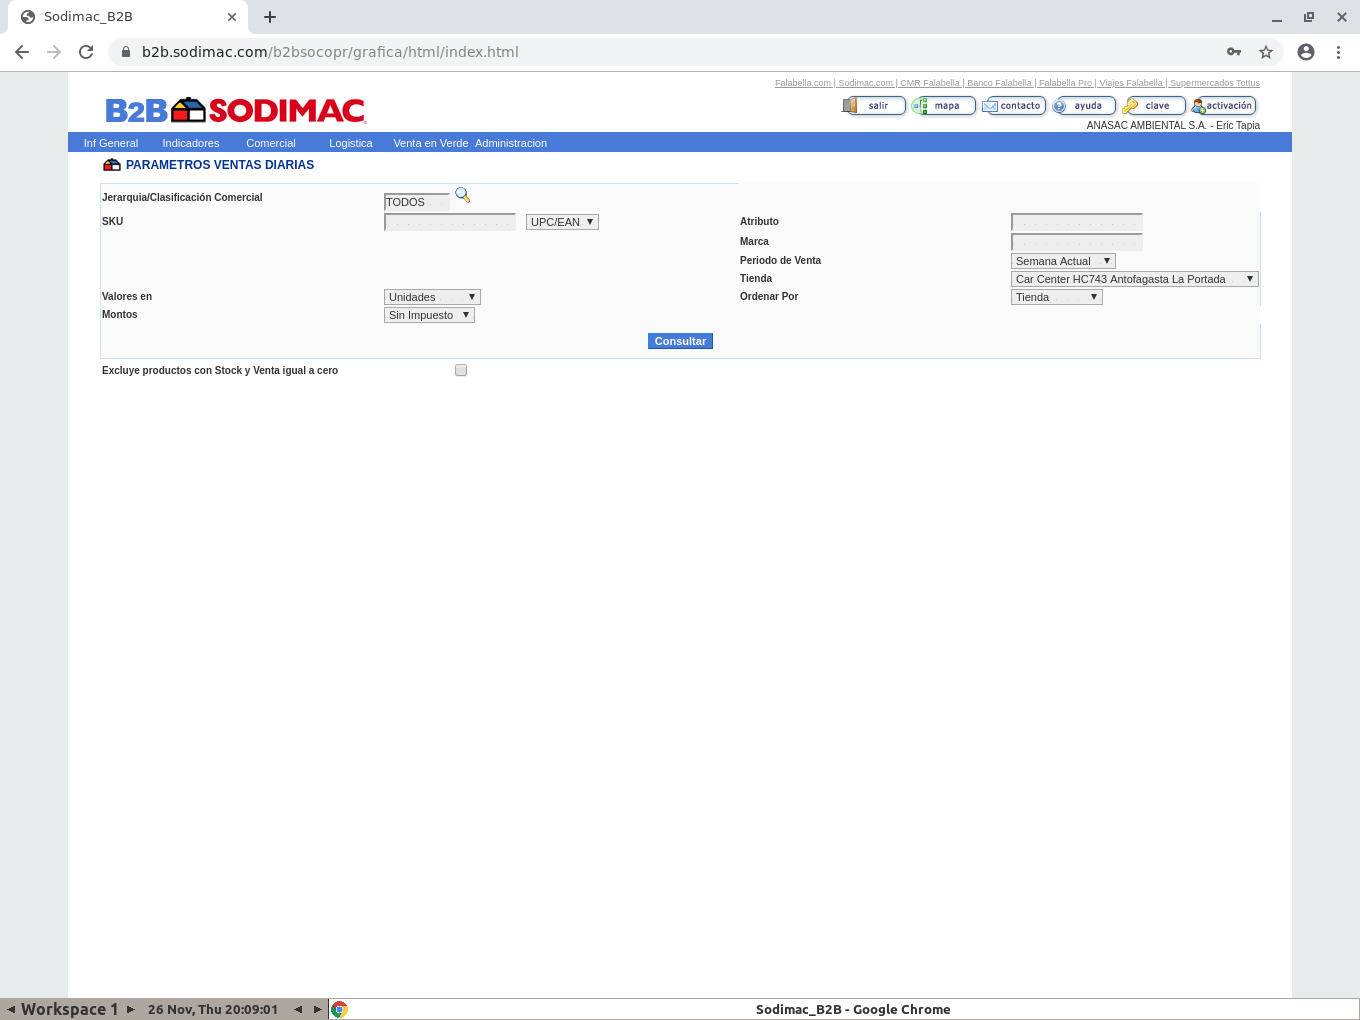 Sodimac_B2B
b2b.sodimac.com/b2bsocopr/grafica/html/index.html
Falabella.com | Sodimac.com | CMR Falabella | Banco Falabella | Falabella Pro | Viajes Falabella | Supermercados Tottus
B2B SODIMAC
salir mapa contacto ayuda clave activación
ANASAC AMBIENTAL S.A. - Eric Tapia
Inf General Indicadores Comercial Logistica Venta en Verde Administracion
PARAMETROS VENTAS DIARIAS
Jerarquia/Clasificación Comercial TODOS
SKU UPC/EAN Atributo
Marca
Periodo de Venta Semana Actual
Tienda Car Center HC743 Antofagasta La Portada
Valores en Unidades Ordenar Por Tienda
Montos Sin Impuesto
Consultar
Excluye productos con Stock y Venta igual a cero
Workspace 1 26 Nov, Thu 20:09:01 Sodimac_B2B - Google Chrome